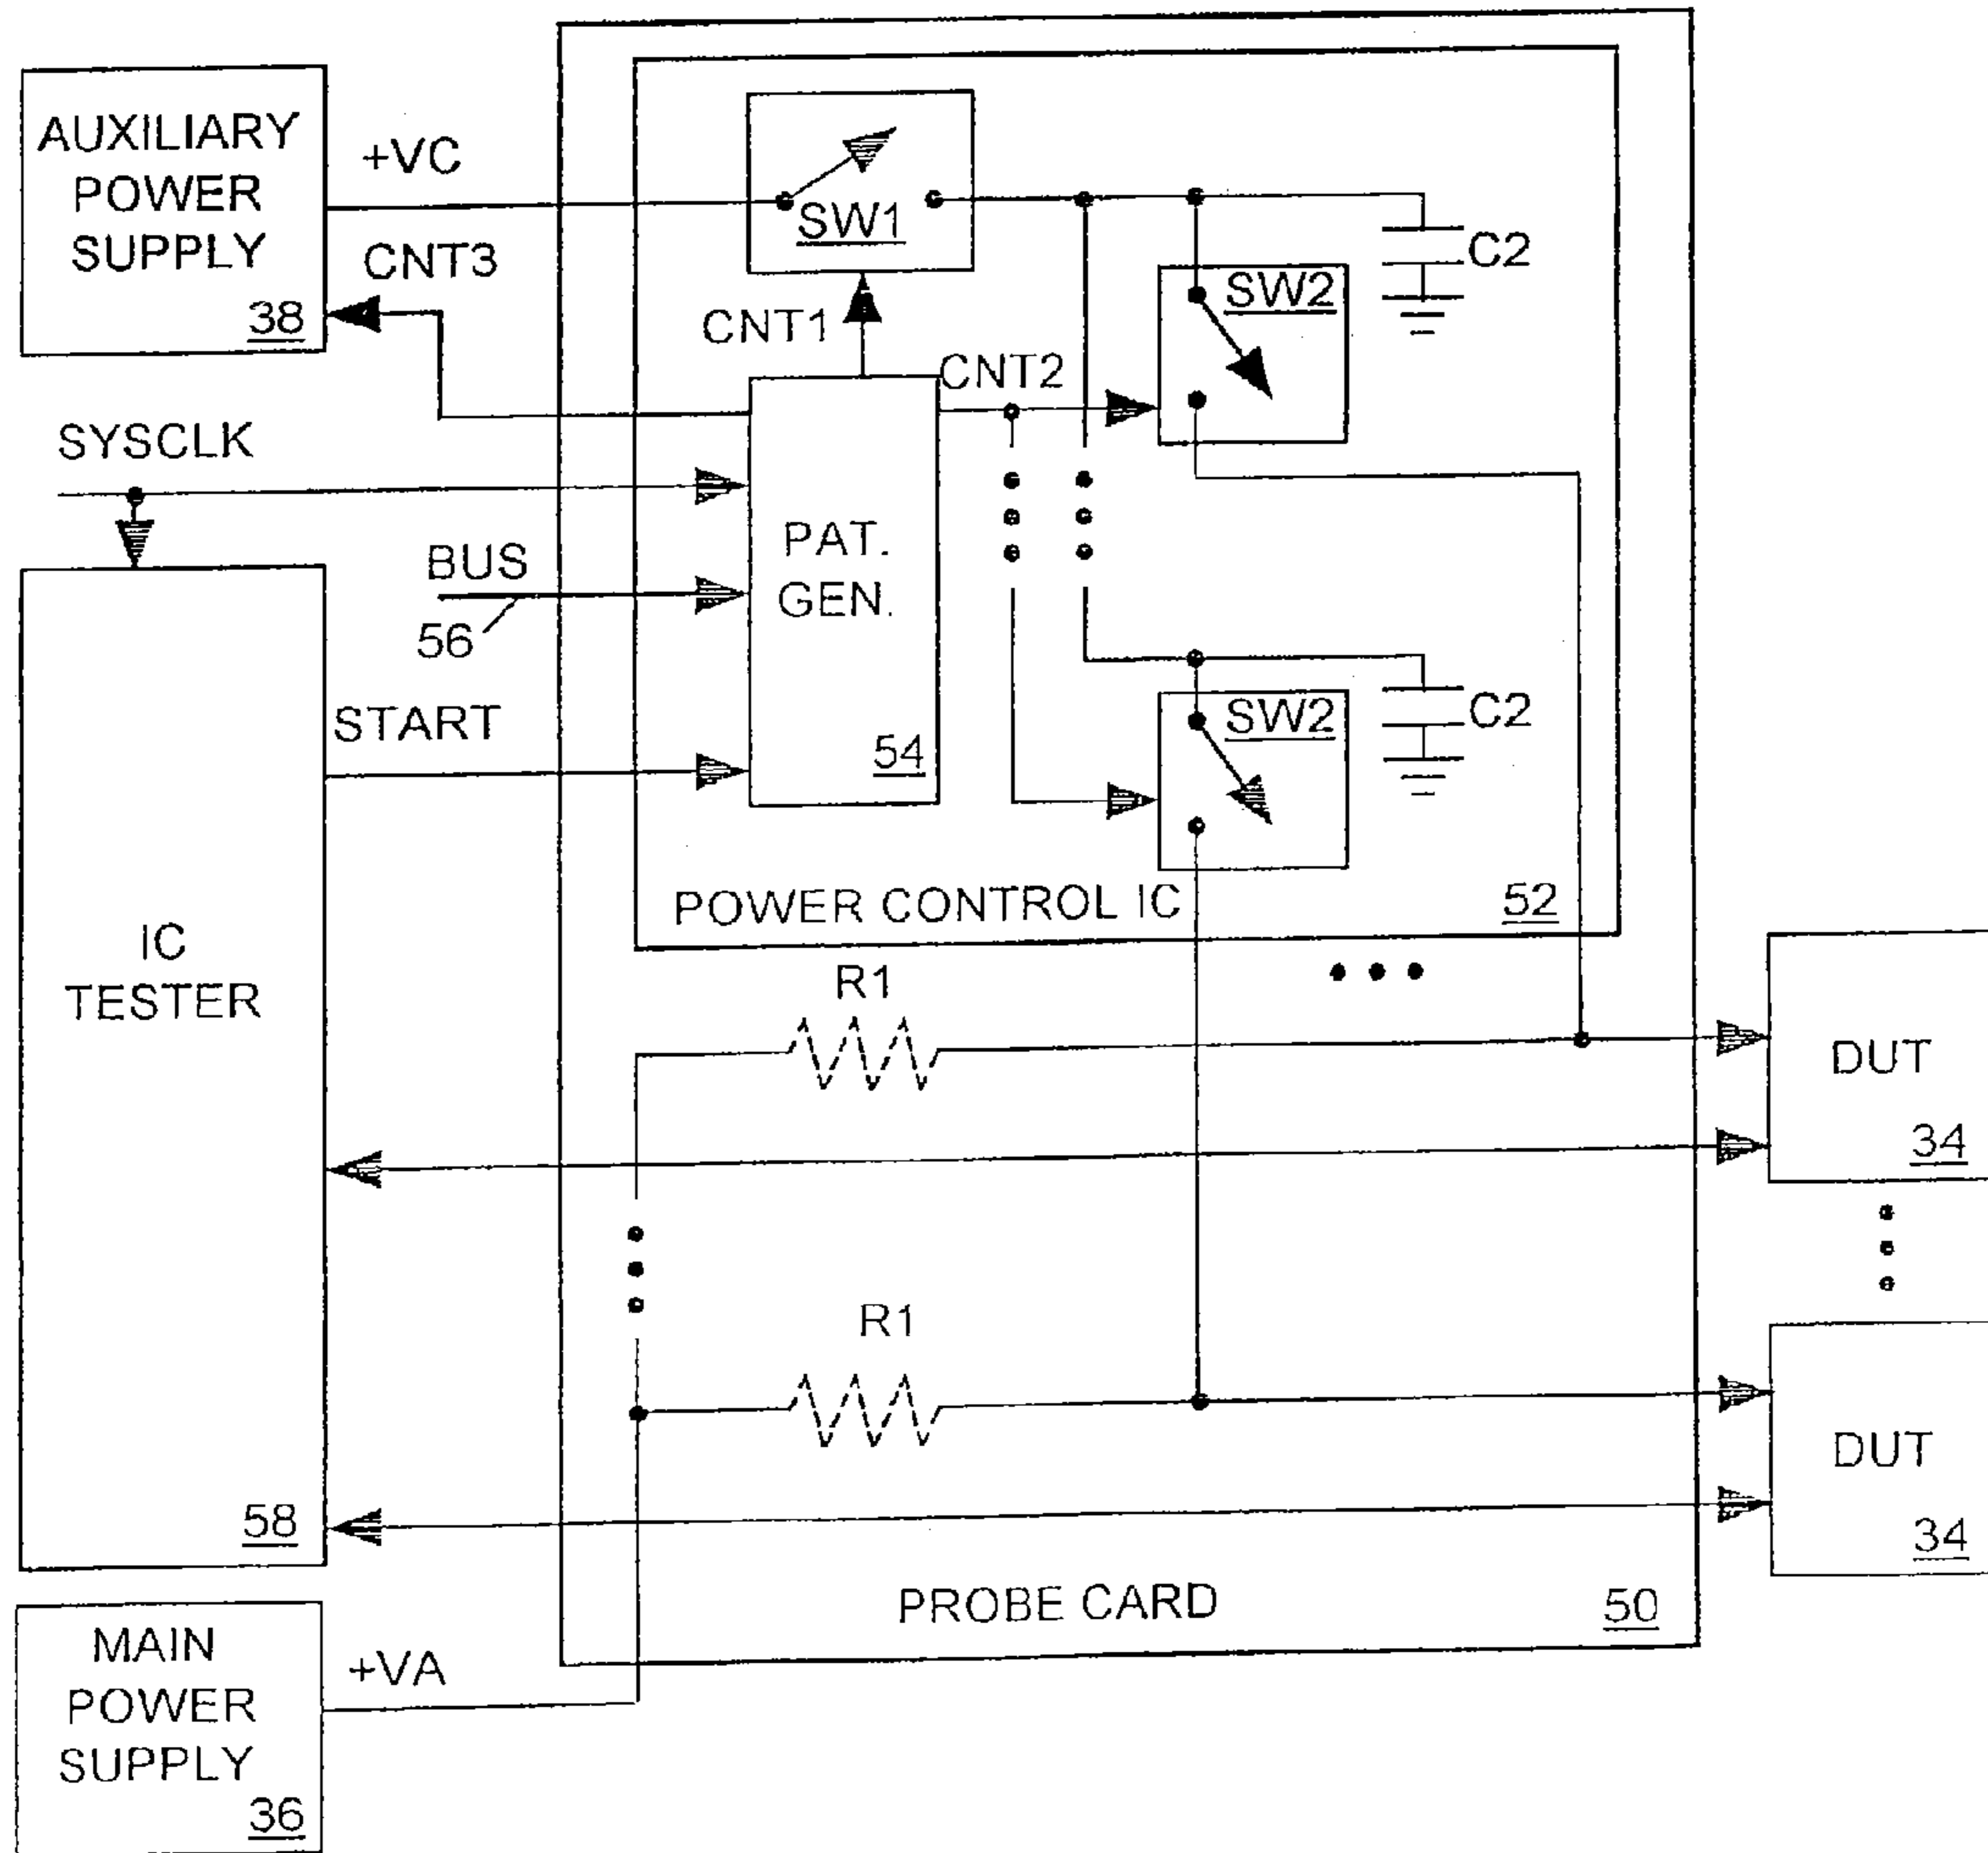 AUXILIARY
POWER
SUPPLY
38
+VC
CNT3
SW1
CNT1
CNT2
SW2
C2
SYSCLK
BUS
56
START
PAT.
GEN.
54
SW2
C2
POWER CONTROL IC
52
IC
TESTER
58
R1
R1
DUT
34
DUT
34
PROBE CARD
50
MAIN
POWER
SUPPLY
36
+VA